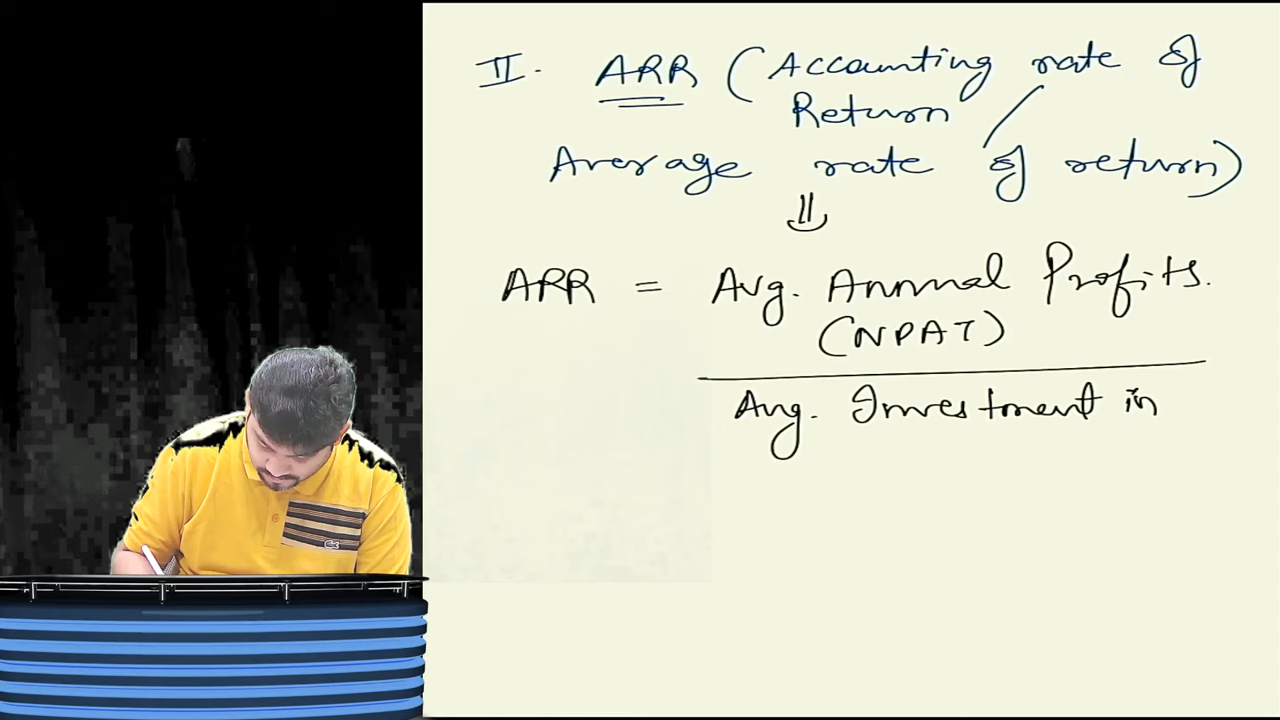 II. ARR (Accounting rate of
Return /
Average rate of return)
⇓
ARR = Avg. Annual Profits.
(NPAT)
Avg. Investment in